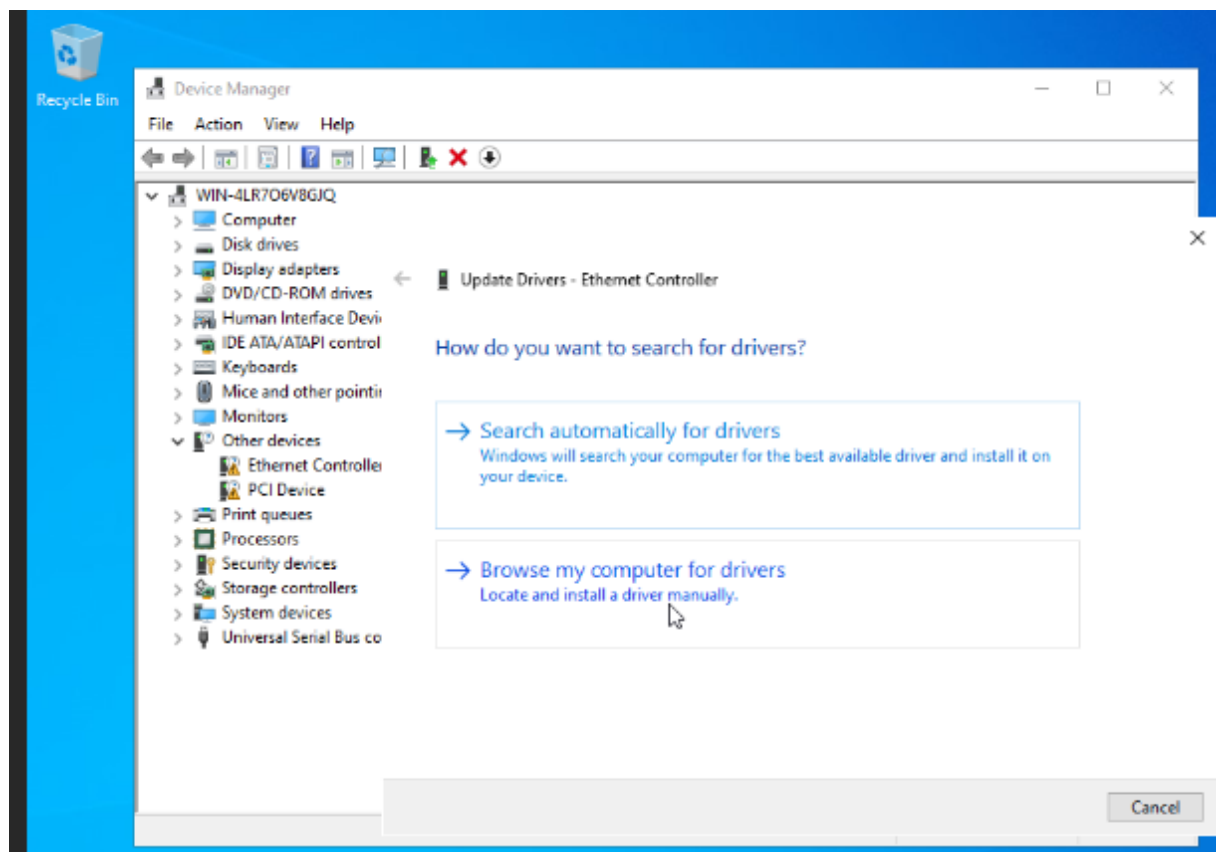 Recycle Bin
Device Manager
File Action View Help
WIN-4LR7O6V8GJQ
Computer
Disk drives
Display adapters
DVD/CD-ROM drives
Human Interface Devi
IDE ATA/ATAPI control
Keyboards
Mice and other pointin
Monitors
Other devices
Ethernet Controller
PCI Device
Print queues
Processors
Security devices
Storage controllers
System devices
Universal Serial Bus co
Update Drivers - Ethernet Controller
How do you want to search for drivers?
Search automatically for drivers
Windows will search your computer for the best available driver and install it on
your device.
Browse my computer for drivers
Locate and install a driver manually.
Cancel